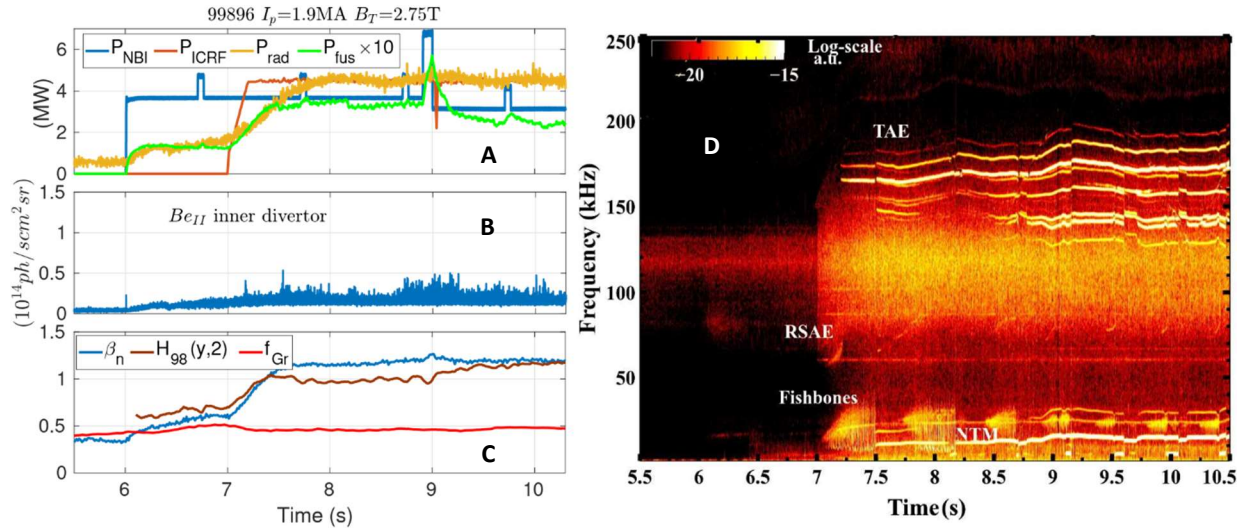 99896 I_p=1.9MA B_T=2.75T
P_NBI P_ICRF P_rad P_fus ×10
(MW)
6
4
2
0
A
(10^14 ph/scm^2 sr)
1.5
1
0.5
0
Be_II inner divertor
B
1.5
1
0.5
0
β_n H_98(y,2) f_Gr
C
6 7 8 9 10
Time (s)
Frequency (kHz)
250
200
150
100
50
Log-scale
a.u.
-20 -15
D
TAE
RSAE
Fishbones
NTM
5.5 6 6.5 7 7.5 8 8.5 9 9.5 10 10.5
Time (s)